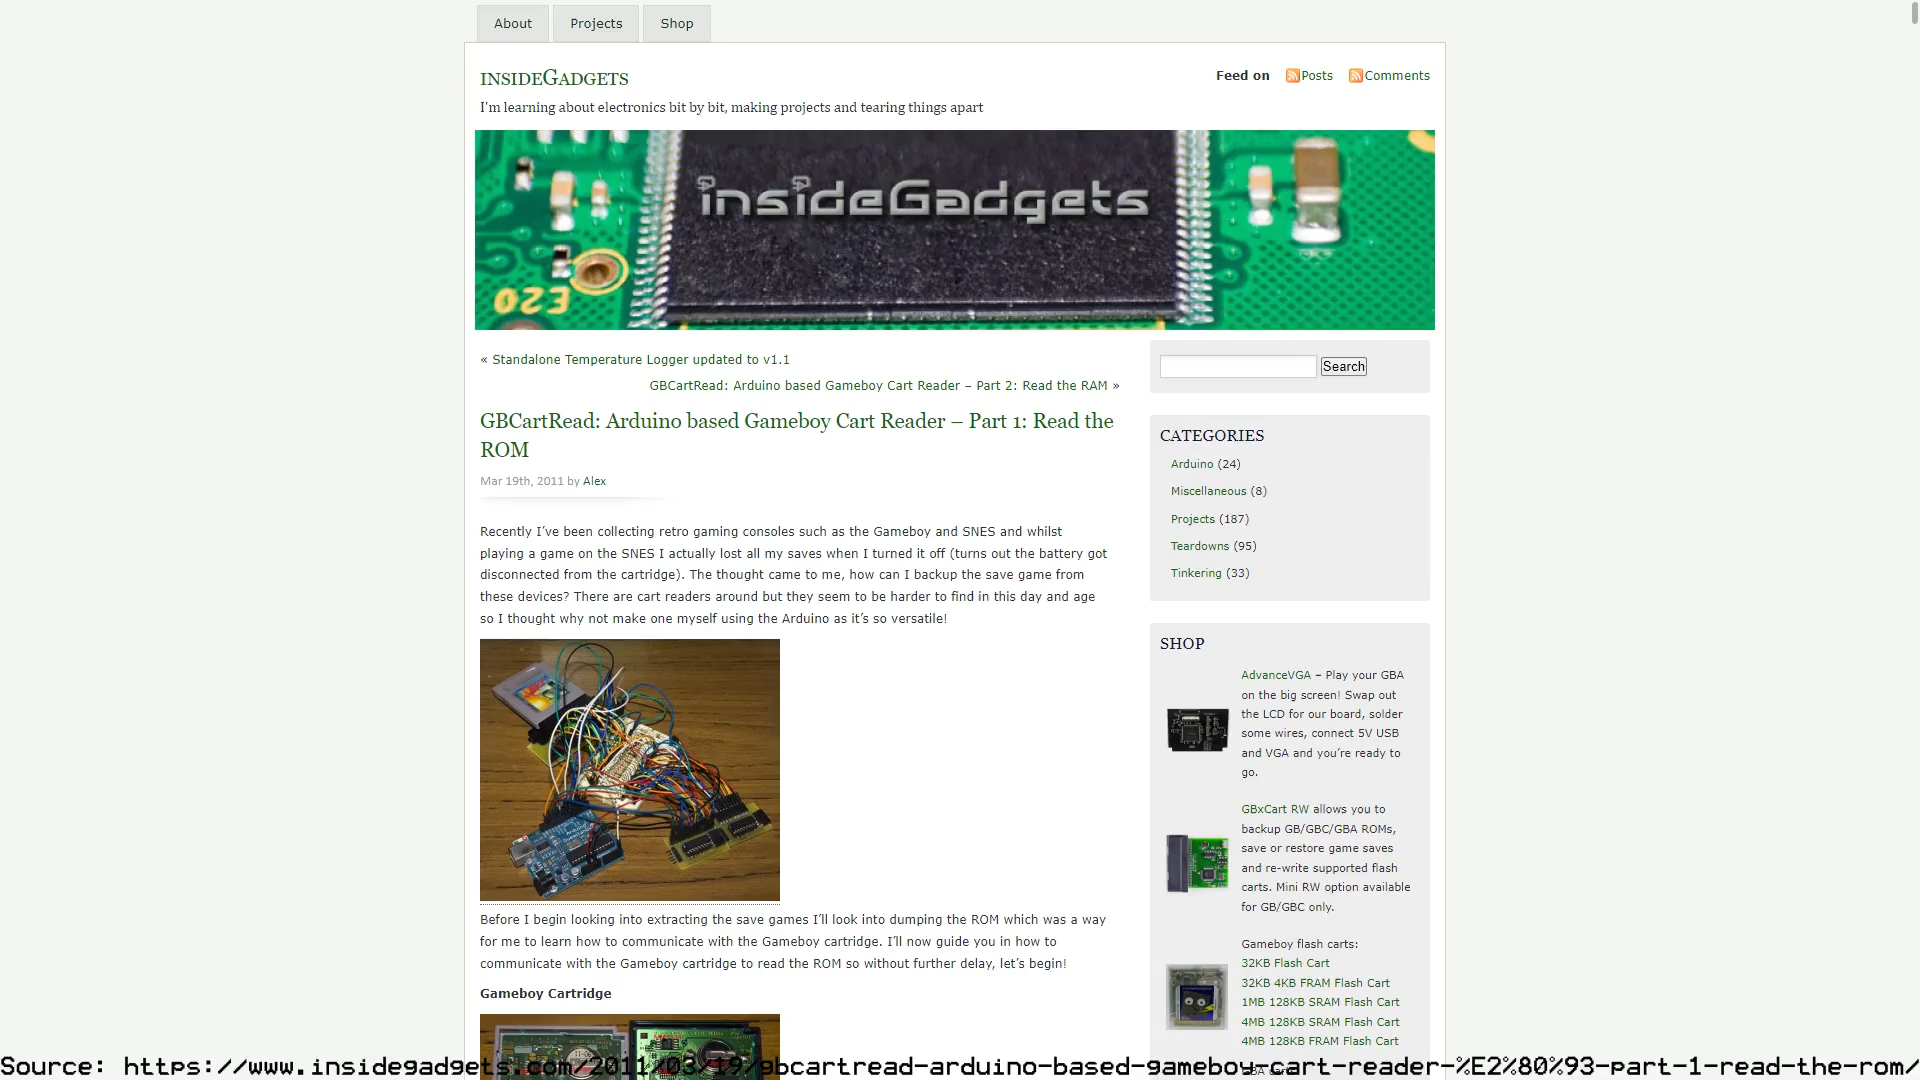 About
Projects
Shop
insideGadgets
Feed on
Posts
Comments
I'm learning about electronics bit by bit, making projects and tearing things apart
insideGadgets
E20
« Standalone Temperature Logger updated to v1.1
GBCartRead: Arduino based Gameboy Cart Reader – Part 2: Read the RAM »
GBCartRead: Arduino based Gameboy Cart Reader – Part 1: Read the
ROM
Mar 19th, 2011 by Alex
Recently I've been collecting retro gaming consoles such as the Gameboy and SNES and whilst
playing a game on the SNES I actually lost all my saves when I turned it off (turns out the battery got
disconnected from the cartridge). The thought came to me, how can I backup the save game from
these devices? There are cart readers around but they seem to be harder to find in this day and age
so I thought why not make one myself using the Arduino as it's so versatile!
Before I begin looking into extracting the save games I'll look into dumping the ROM which was a way
for me to learn how to communicate with the Gameboy cartridge. I'll now guide you in how to
communicate with the Gameboy cartridge to read the ROM so without further delay, let's begin!
Gameboy Cartridge
Search
CATEGORIES
Arduino (24)
Miscellaneous (8)
Projects (187)
Teardowns (95)
Tinkering (33)
SHOP
AdvanceVGA – Play your GBA
on the big screen! Swap out
the LCD for our board, solder
some wires, connect 5V USB
and VGA and you're ready to
go.
GBxCart RW allows you to
backup GB/GBC/GBA ROMs,
save or restore game saves
and re-write supported flash
carts. Mini RW option available
for GB/GBC only.
Gameboy flash carts:
32KB Flash Cart
32KB 4KB FRAM Flash Cart
1MB 128KB SRAM Flash Cart
4MB 128KB SRAM Flash Cart
4MB 128KB FRAM Flash Cart
Source: https://www.insidegadgets.com/2011/03/19/gbcartread-arduino-based-gameboy-cart-reader-%E2%80%93-part-1-read-the-rom/